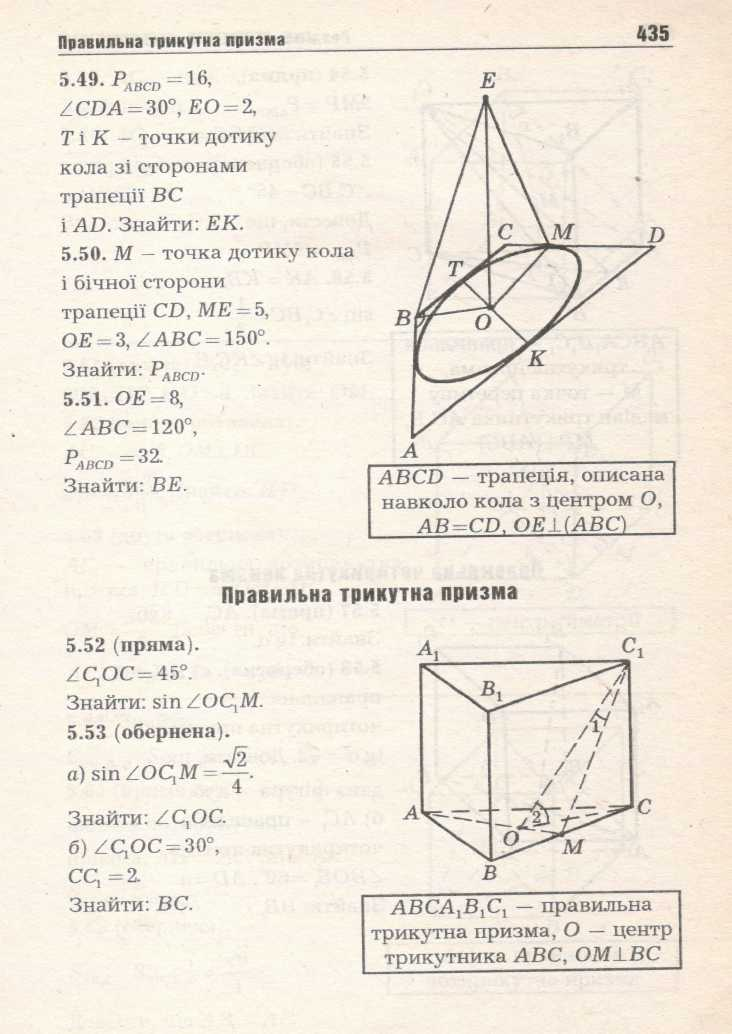 Правильна трикутна призма
435
5.49. P_ABCD = 16,
∠CDA = 30°, EO = 2,
T і K — точки дотику
кола зі сторонами
трапеції BC
і AD. Знайти: EK.
5.50. M — точка дотику кола
і бічної сторони
трапеції CD, ME = 5,
OE = 3, ∠ABC = 150°.
Знайти: P_ABCD.
5.51. OE = 8,
∠ABC = 120°,
P_ABCD = 32.
Знайти: BE.
E
C
M
D
T
B
O
K
A
ABCD — трапеція, описана
навколо кола з центром O,
AB=CD, OE⊥(ABC)
Правильна трикутна призма
5.52 (пряма).
∠C₁OC = 45°.
Знайти: sin ∠OC₁M.
5.53 (обернена).
а) sin ∠OC₁M = √2/4.
Знайти: ∠C₁OC.
б) ∠C₁OC = 30°,
CC₁ = 2.
Знайти: BC.
A₁
C₁
B₁
1
A
2
C
O
M
B
ABCA₁B₁C₁ — правильна
трикутна призма, O — центр
трикутника ABC, OM⊥BC